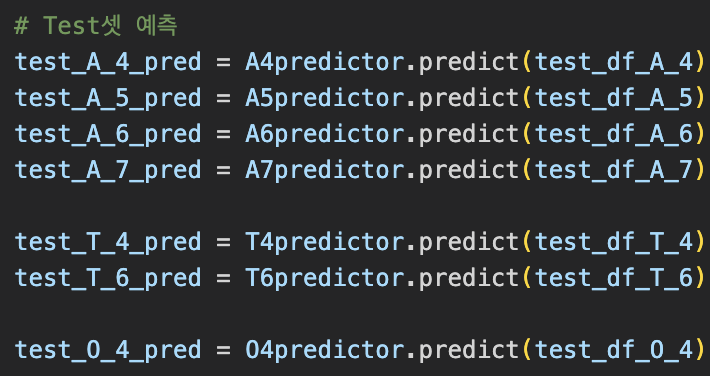 # Test셋 예측
test_A_4_pred = A4predictor.predict(test_df_A_4)
test_A_5_pred = A5predictor.predict(test_df_A_5)
test_A_6_pred = A6predictor.predict(test_df_A_6)
test_A_7_pred = A7predictor.predict(test_df_A_7)
test_T_4_pred = T4predictor.predict(test_df_T_4)
test_T_6_pred = T6predictor.predict(test_df_T_6)
test_O_4_pred = O4predictor.predict(test_df_O_4)